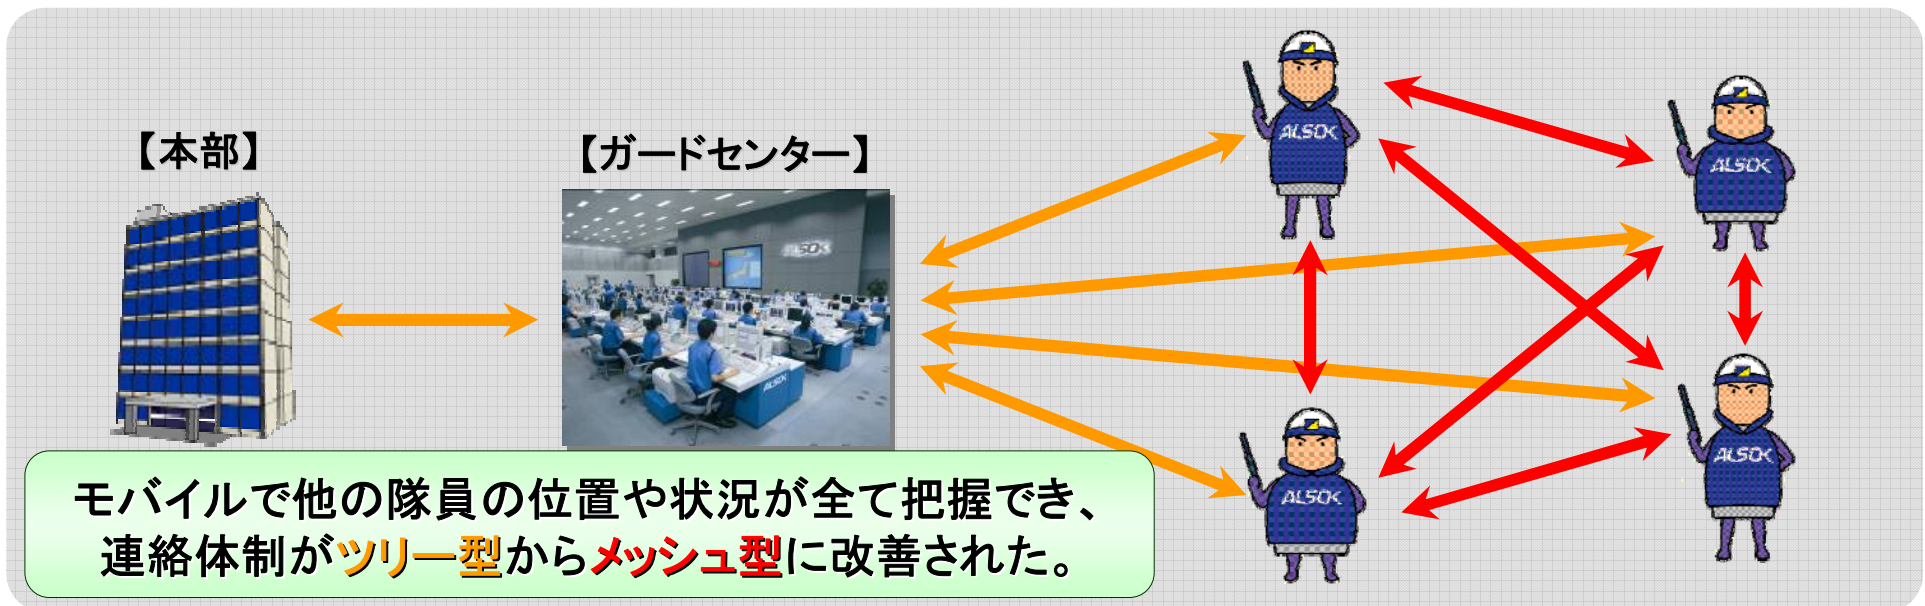 【本部】
【ガードセンター】
ALSOK
ALSOK
ALSOK
ALSOK
ALSOK
ALSOK
モバイルで他の隊員の位置や状況が全て把握でき、
連絡体制がツリー型からメッシュ型に改善された。